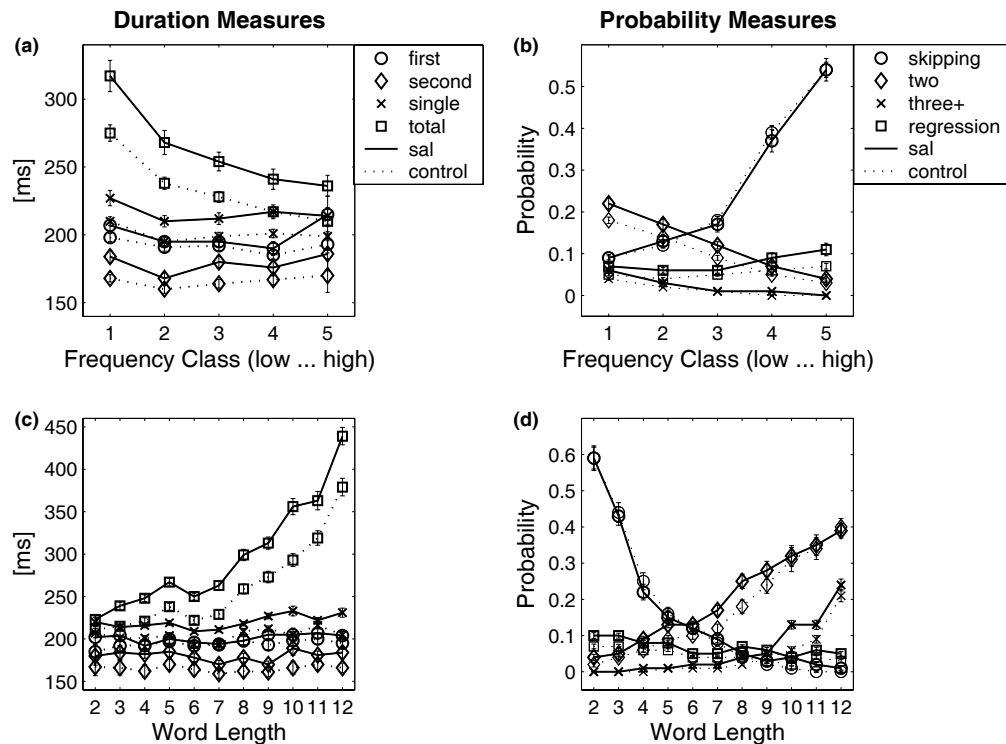 Duration Measures
Probability Measures
(a)
first
second
single
total
sal
control
300
250
200
150
[ms]
1 2 3 4 5
Frequency Class (low ... high)
(b)
skipping
two
three+
regression
sal
control
0.5
0.4
0.3
0.2
0.1
0
Probability
1 2 3 4 5
Frequency Class (low ... high)
(c)
450
400
350
300
250
200
150
[ms]
2 3 4 5 6 7 8 9 10 11 12
Word Length
(d)
0.6
0.5
0.4
0.3
0.2
0.1
0
Probability
2 3 4 5 6 7 8 9 10 11 12
Word Length